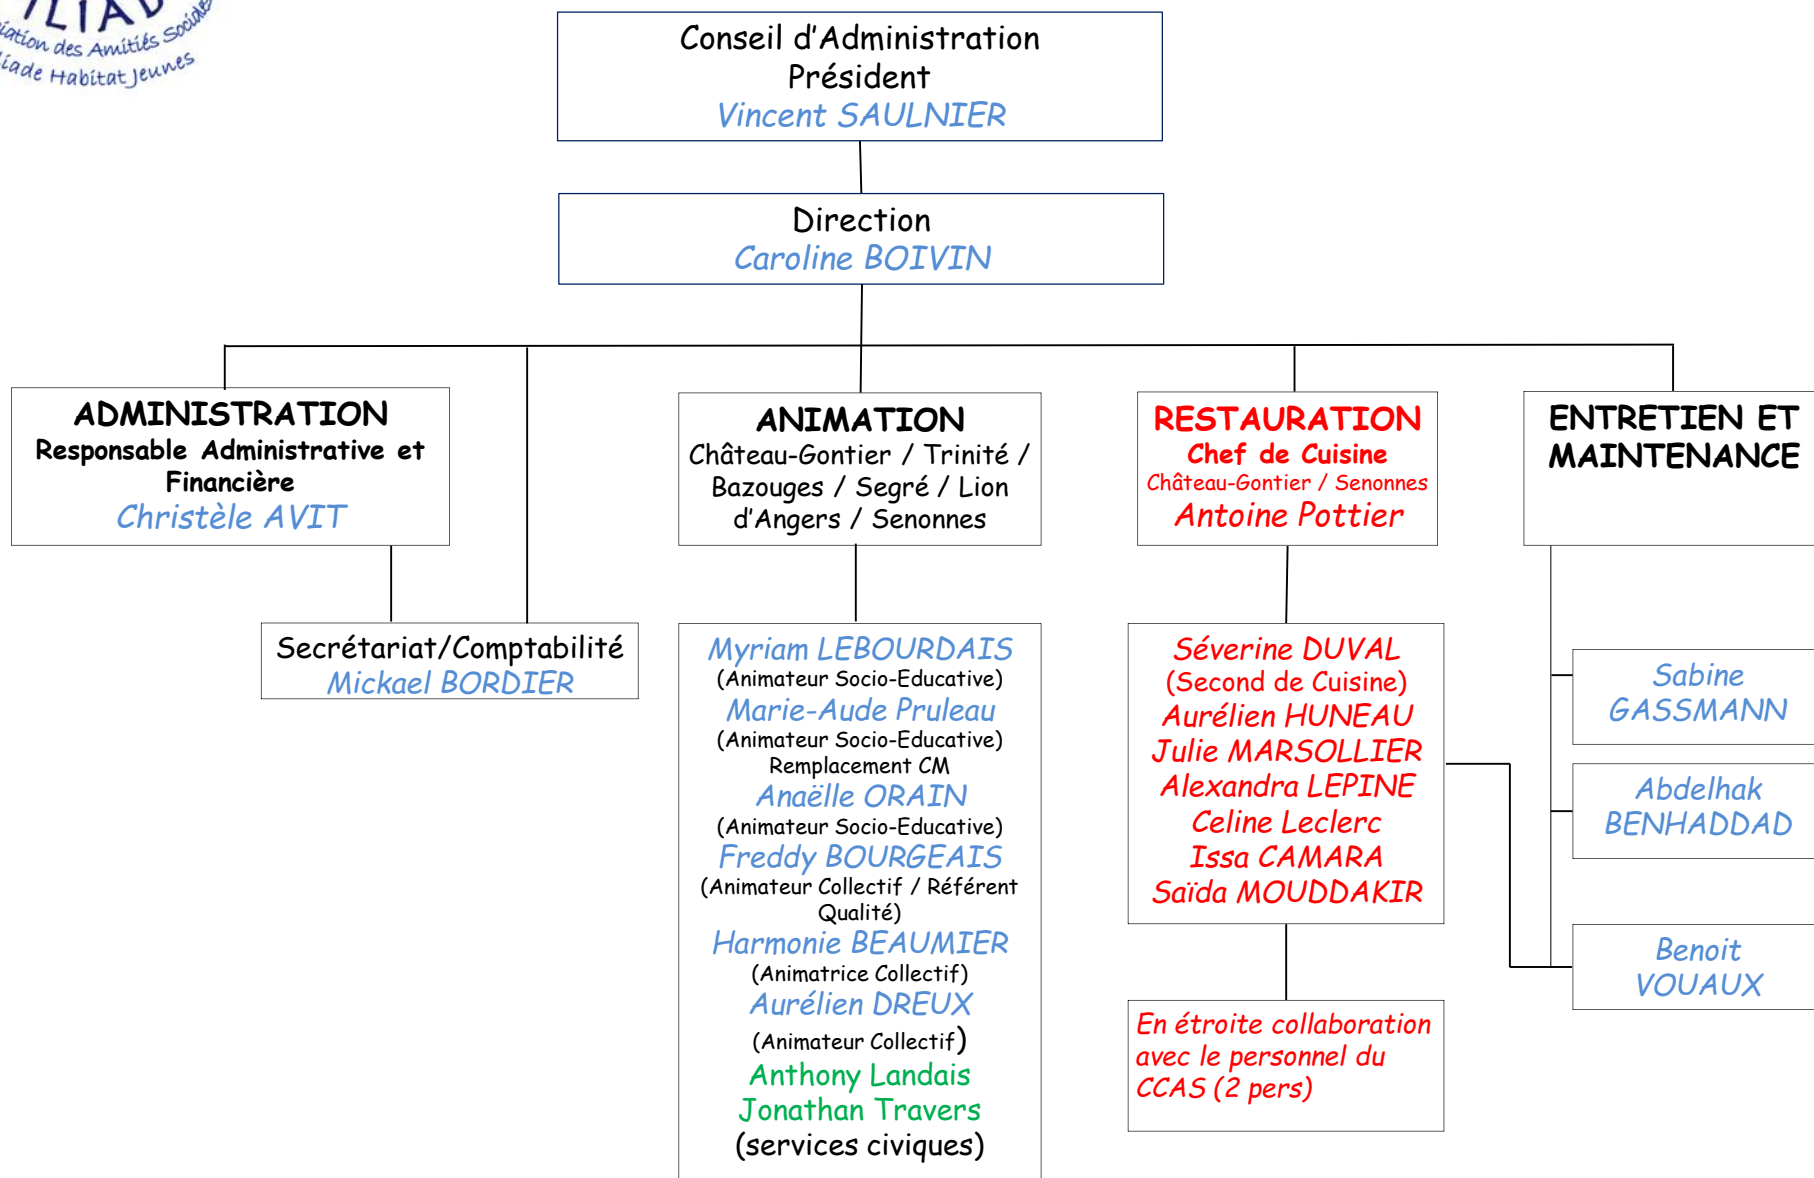 des Amitiés
Habitat Jeunes
Conseil d'Administration
Président
Vincent SAULNIER
Direction
Caroline BOIVIN
ADMINISTRATION
Responsable Administrative et
Financière
Christèle AVIT
Secrétariat/Comptabilité
Mickael BORDIER
ANIMATION
Château-Gontier / Trinité /
Bazouges / Segré / Lion
d'Angers / Senonnes
Myriam LEBOURDAIS
(Animateur Socio-Educative)
Marie-Aude Pruleau
(Animateur Socio-Educative)
Remplacement CM
Anaëlle ORAIN
(Animateur Socio-Educative)
Freddy BOURGEAIS
(Animateur Collectif / Référent
Qualité)
Harmonie BEAUMIER
(Animatrice Collectif)
Aurélien DREUX
(Animateur Collectif)
Anthony Landais
Jonathan Travers
(services civiques)
RESTAURATION
Chef de Cuisine
Château-Gontier / Senonnes
Antoine Pottier
Séverine DUVAL
(Second de Cuisine)
Aurélien HUNEAU
Julie MARSOLLIER
Alexandra LEPINE
Celine Leclerc
Issa CAMARA
Saïda MOUDDAKIR
En étroite collaboration
avec le personnel du
CCAS (2 pers)
ENTRETIEN ET
MAINTENANCE
Sabine
GASSMANN
Abdelhak
BENHADDAD
Benoit
VOUAUX